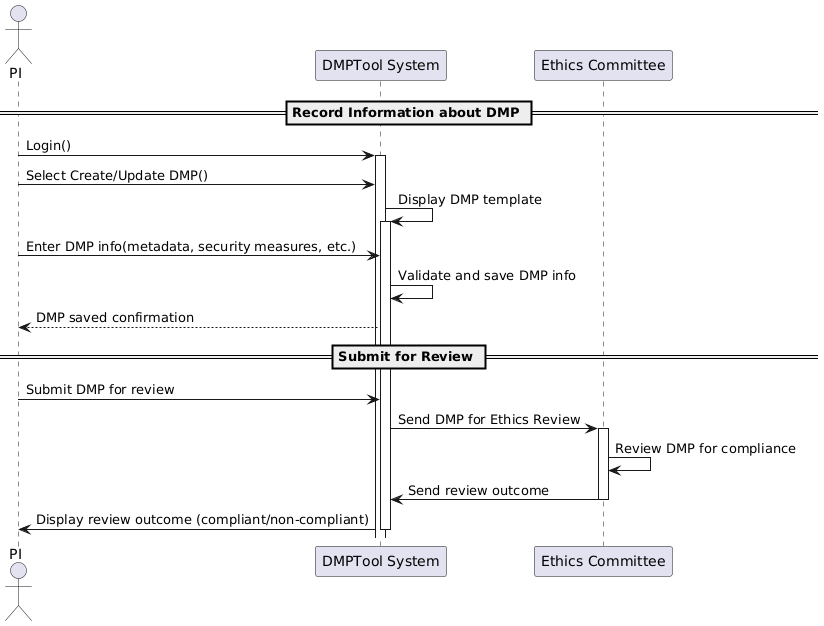 PI
DMPTool System
Ethics Committee
Record Information about DMP
Login()
Select Create/Update DMP()
Display DMP template
Enter DMP info(metadata, security measures, etc.)
Validate and save DMP info
DMP saved confirmation
Submit for Review
Submit DMP for review
Send DMP for Ethics Review
Review DMP for compliance
Send review outcome
Display review outcome (compliant/non-compliant)
PI
DMPTool System
Ethics Committee